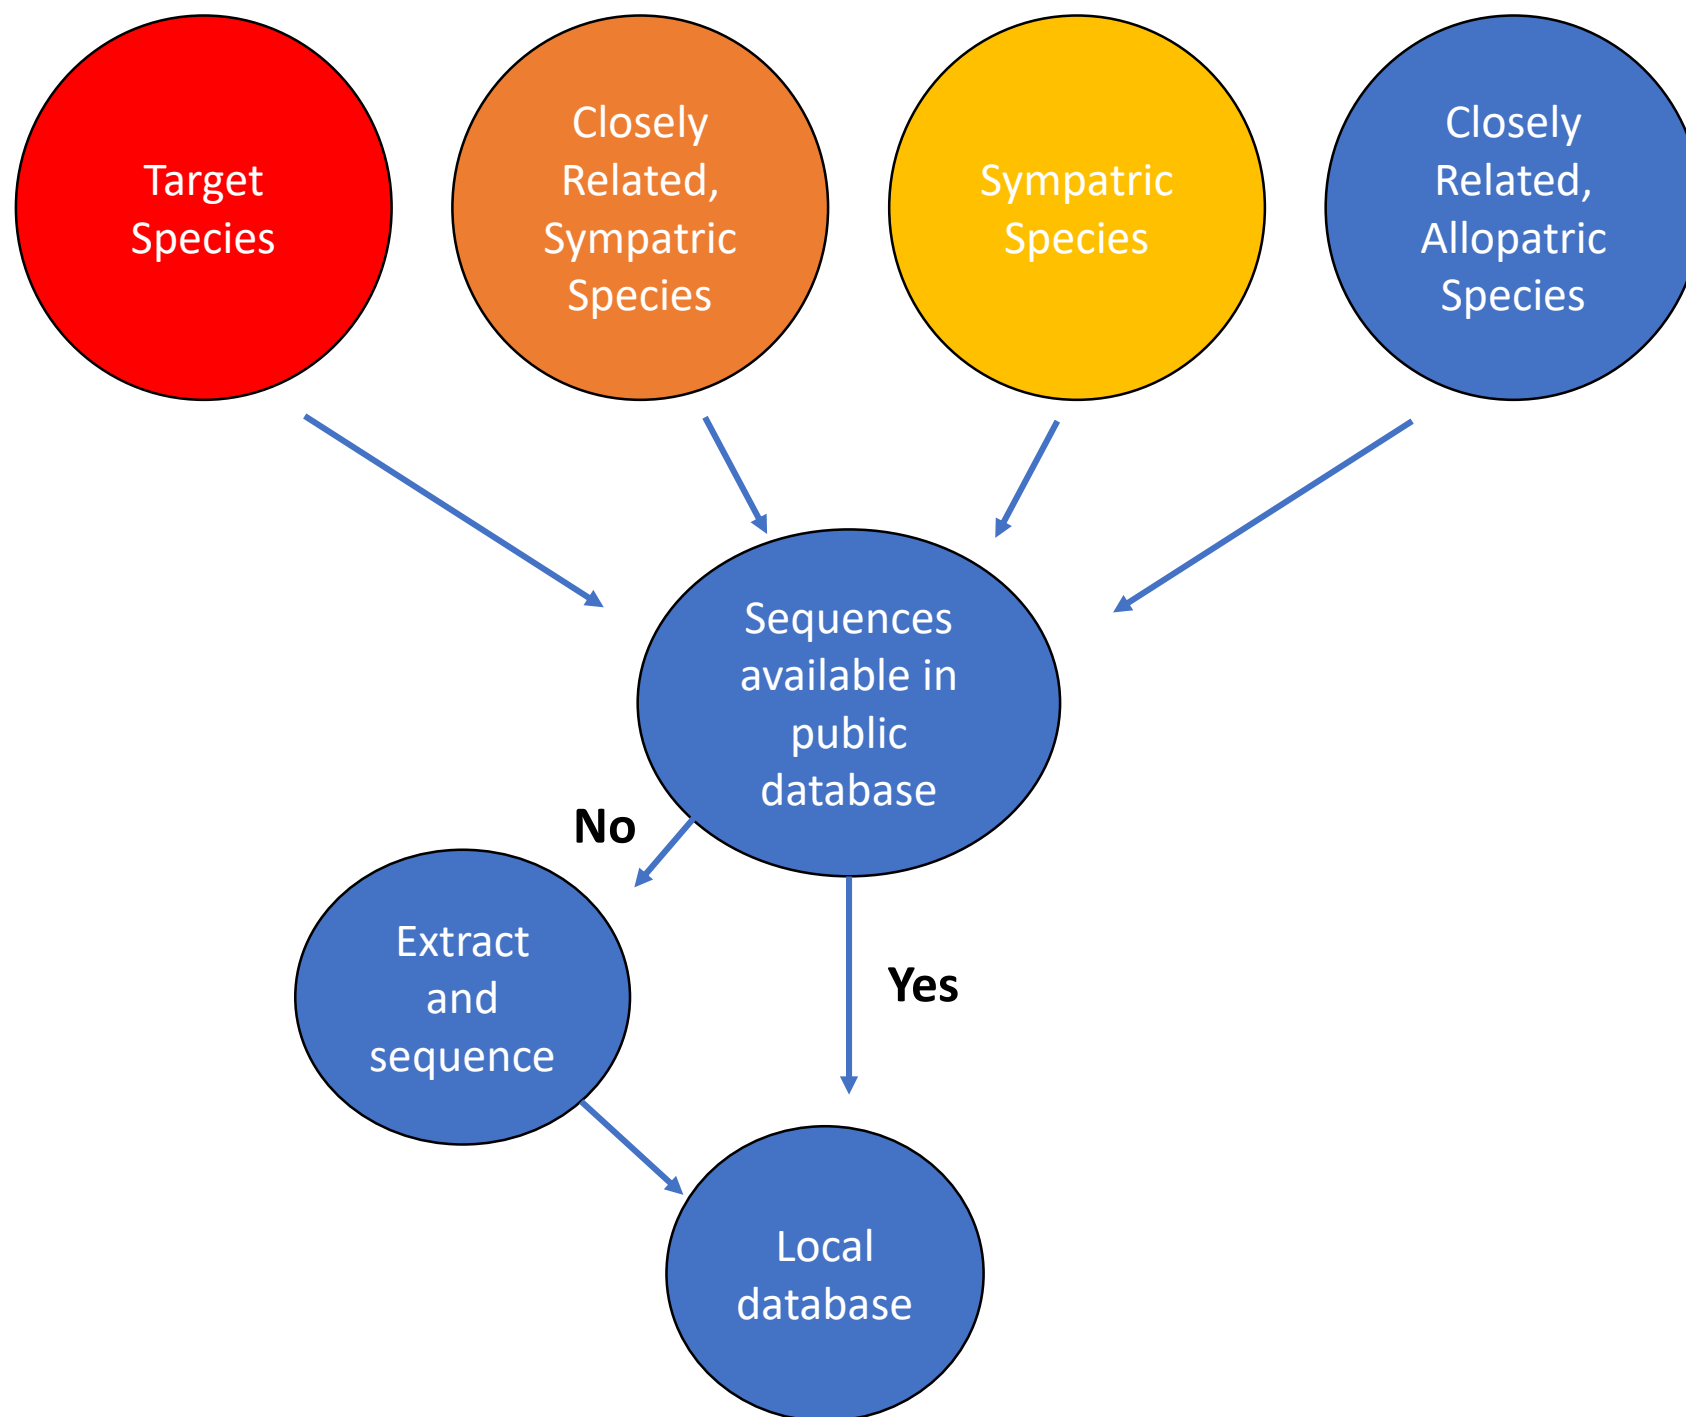 Target
Species
Closely
Related,
Sympatric
Species
Sympatric
Species
Closely
Related,
Allopatric
Species
Sequences
available in
public
database
No
Yes
Extract
and
sequence
Local
database